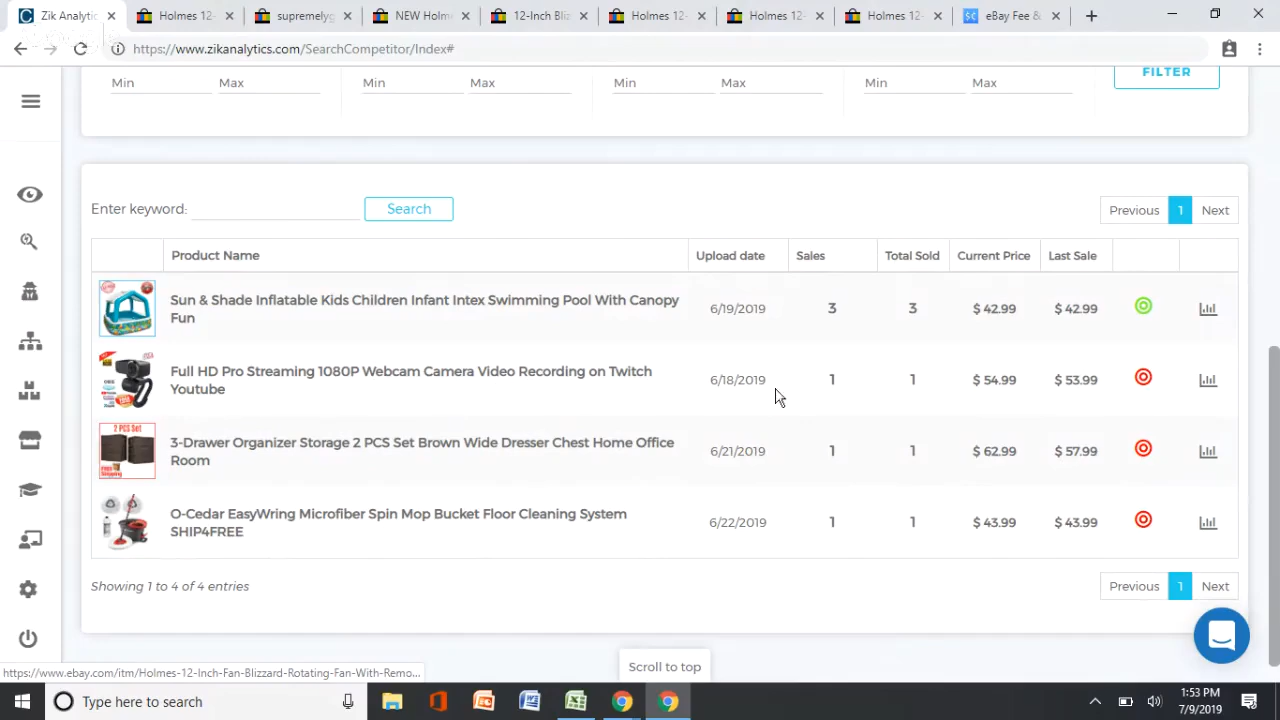 Zik Analytic
Holmes 12-
supremelyg
NEW Holm
12-Inch Bliz
Holmes 12-
Holmes 12-
Holmes 12-
eBay Fee &
https://www.zikanalytics.com/SearchCompetitor/Index#
Min Max Min Max Min Max Min Max FILTER
Enter keyword: Search Previous 1 Next
Product Name Upload date Sales Total Sold Current Price Last Sale
Sun & Shade Inflatable Kids Children Infant Intex Swimming Pool With Canopy
Fun
6/19/2019 3 3 $ 42.99 $ 42.99
Full HD Pro Streaming 1080P Webcam Camera Video Recording on Twitch
Youtube
6/18/2019 1 1 $ 54.99 $ 53.99
3-Drawer Organizer Storage 2 PCS Set Brown Wide Dresser Chest Home Office
Room
6/21/2019 1 1 $ 62.99 $ 57.99
2 PCS Set
O-Cedar EasyWring Microfiber Spin Mop Bucket Floor Cleaning System
SHIP4FREE
6/22/2019 1 1 $ 43.99 $ 43.99
Showing 1 to 4 of 4 entries Previous 1 Next
Scroll to top
https://www.ebay.com/itm/Holmes-12-Inch-Fan-Blizzard-Rotating-Fan-With-Remo...
Type here to search
1:53 PM
7/9/2019